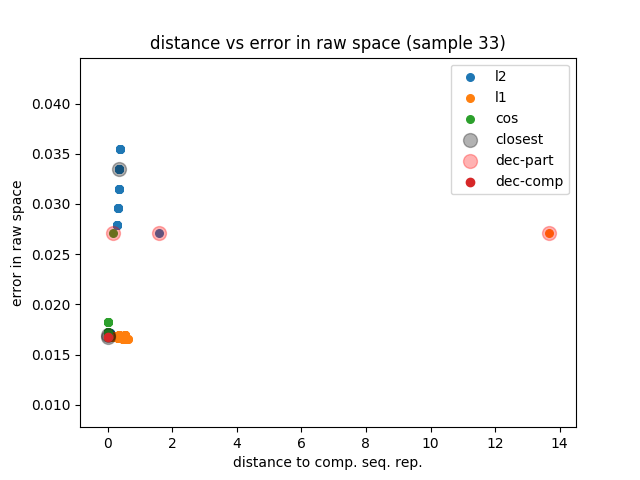 distance vs error in raw space (sample 33)
l2
l1
cos
closest
dec-part
dec-comp
error in raw space
0.040
0.035
0.030
0.025
0.020
0.015
0.010
0
2
4
6
8
10
12
14
distance to comp. seq. rep.